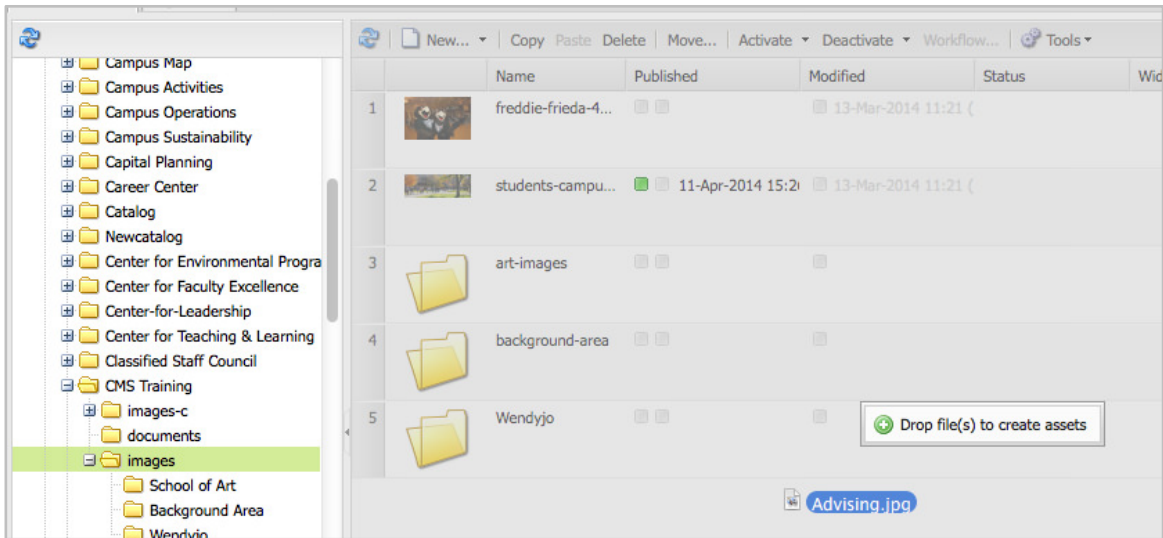 New...
Copy Paste Delete
Move...
Activate
Deactivate
Workflow...
Tools
Campus Map
Campus Activities
Campus Operations
Campus Sustainability
Capital Planning
Career Center
Catalog
Newcatalog
Center for Environmental Progra
Center for Faculty Excellence
Center-for-Leadership
Center for Teaching & Learning
Classified Staff Council
CMS Training
images-c
documents
images
School of Art
Background Area
Wendyjo
Name Published Modified Status Wid
1 freddie-frieda-4... 13-Mar-2014 11:21 (
2 students-campu... 11-Apr-2014 15:20 13-Mar-2014 11:21 (
3 art-images
4 background-area
5 Wendyjo
Drop file(s) to create assets
Advising.jpg